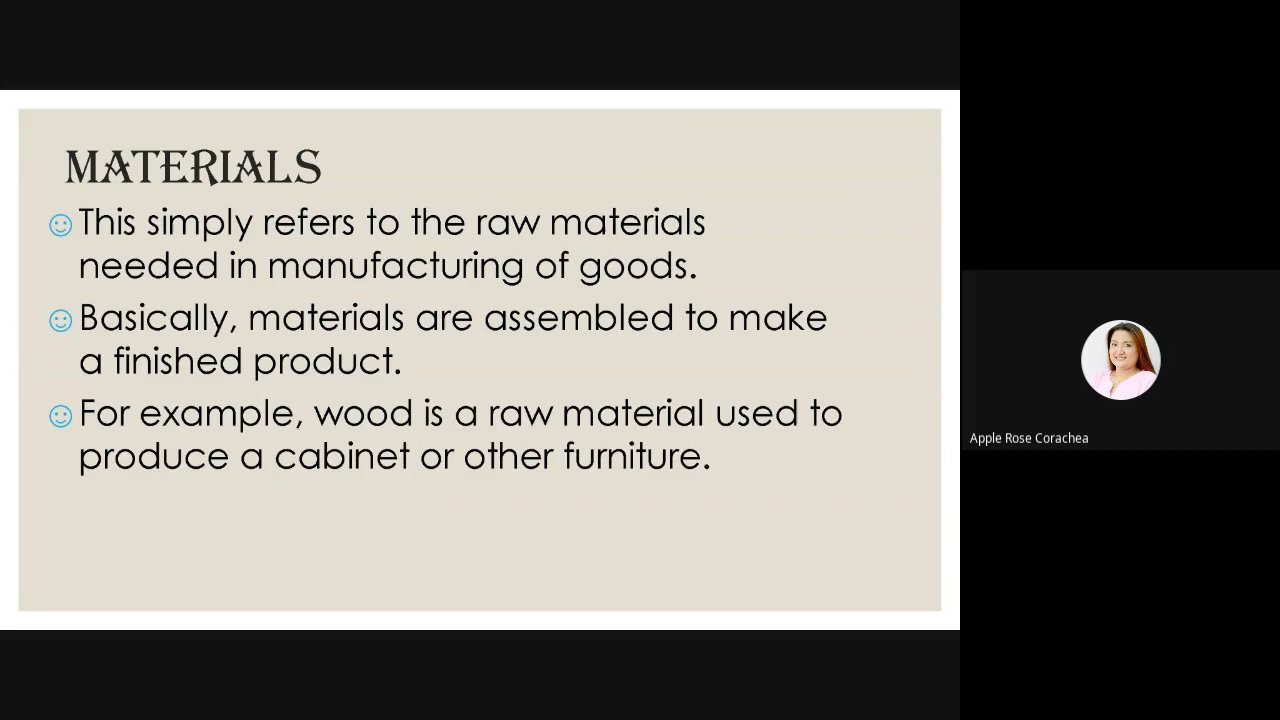 MATERIALS
This simply refers to the raw materials
needed in manufacturing of goods.
Basically, materials are assembled to make
a finished product.
For example, wood is a raw material used to
produce a cabinet or other furniture.
Apple Rose Corachea